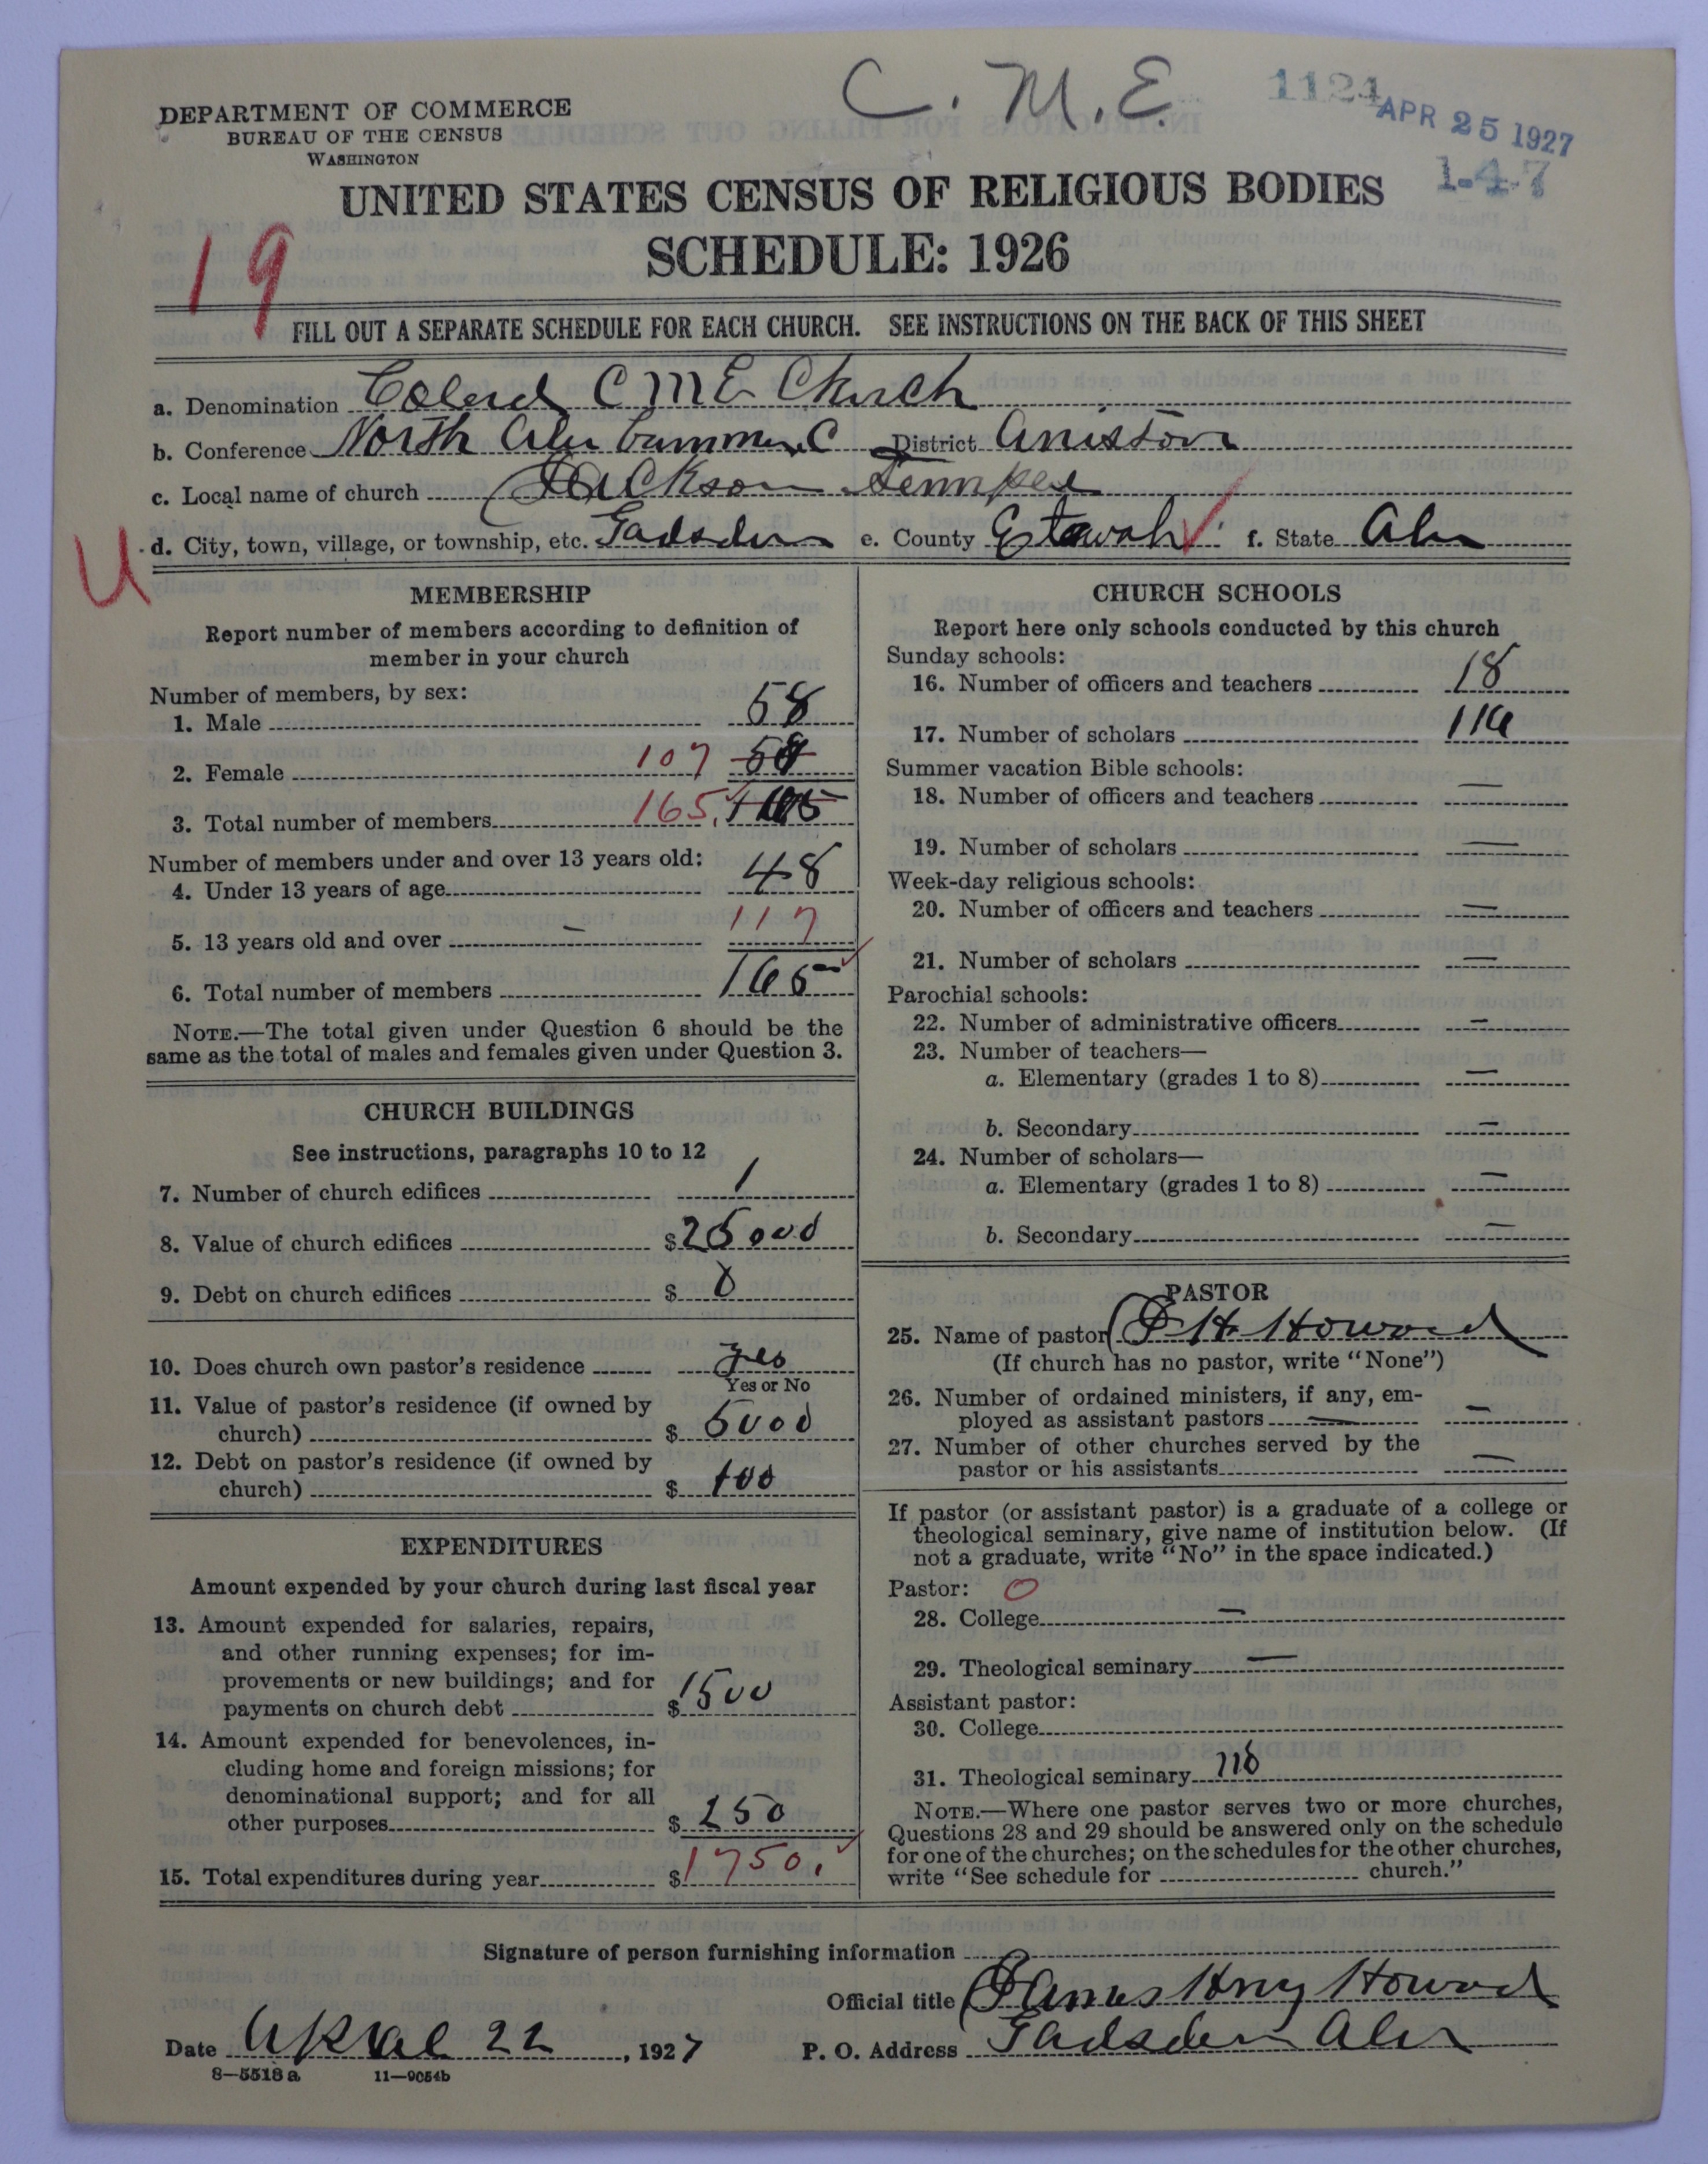 C. M. E.
1124
APR 25 1927
1-4-7
DEPARTMENT OF COMMERCE
BUREAU OF THE CENSUS
WASHINGTON
UNITED STATES CENSUS OF RELIGIOUS BODIES
SCHEDULE: 1926
19
FILL OUT A SEPARATE SCHEDULE FOR EACH CHURCH. SEE INSTRUCTIONS ON THE BACK OF THIS SHEET
a. Denomination Colerd C M E Church
b. Conference North Ala C District Aniston
c. Local name of church Jackson Tempel
U
d. City, town, village, or township, etc. Gadsden e. County Etowah f. State Ala
MEMBERSHIP
Report number of members according to definition of
member in your church
Number of members, by sex:
1. Male 58
2. Female 107
3. Total number of members 165.
Number of members under and over 13 years old:
4. Under 13 years of age 48
5. 13 years old and over 117
6. Total number of members 165
NOTE.—The total given under Question 6 should be the
same as the total of males and females given under Question 3.
CHURCH BUILDINGS
See instructions, paragraphs 10 to 12
7. Number of church edifices 1
8. Value of church edifices $ 25000
9. Debt on church edifices $ 0
10. Does church own pastor's residence yes
Yes or No
11. Value of pastor's residence (if owned by
church) $ 5000
12. Debt on pastor's residence (if owned by
church) $ 100
EXPENDITURES
Amount expended by your church during last fiscal year
13. Amount expended for salaries, repairs,
and other running expenses; for im-
provements or new buildings; and for
payments on church debt $ 1500
14. Amount expended for benevolences, in-
cluding home and foreign missions; for
denominational support; and for all
other purposes $ 250
15. Total expenditures during year $ 1750.
CHURCH SCHOOLS
Report here only schools conducted by this church
Sunday schools:
16. Number of officers and teachers 18
17. Number of scholars
Summer vacation Bible schools:
18. Number of officers and teachers —
19. Number of scholars —
Week-day religious schools:
20. Number of officers and teachers —
21. Number of scholars —
Parochial schools:
22. Number of administrative officers —
23. Number of teachers—
a. Elementary (grades 1 to 8) —
b. Secondary —
24. Number of scholars—
a. Elementary (grades 1 to 8) —
b. Secondary —
PASTOR
25. Name of pastor J H Howard
(If church has no pastor, write "None")
26. Number of ordained ministers, if any, em-
ployed as assistant pastors — —
27. Number of other churches served by the
pastor or his assistants —
If pastor (or assistant pastor) is a graduate of a college or
theological seminary, give name of institution below. (If
not a graduate, write "No" in the space indicated.)
Pastor: O
28. College —
29. Theological seminary —
Assistant pastor:
30. College
31. Theological seminary no
NOTE.—Where one pastor serves two or more churches,
Questions 28 and 29 should be answered only on the schedule
for one of the churches; on the schedules for the other churches,
write "See schedule for church."
Signature of person furnishing information
Official title James Hnry Howard
Date 22, 1927 P. O. Address Gadsden Ala
8—5518 a 11—9054b